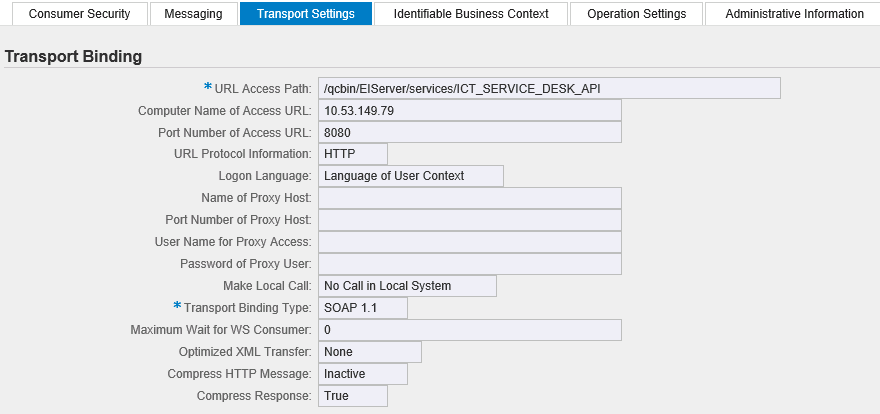 Consumer Security Messaging Transport Settings Identifiable Business Context Operation Settings Administrative Information
Transport Binding
* URL Access Path: /qcbin/EIServer/services/ICT_SERVICE_DESK_API
Computer Name of Access URL: 10.53.149.79
Port Number of Access URL: 8080
URL Protocol Information: HTTP
Logon Language: Language of User Context
Name of Proxy Host:
Port Number of Proxy Host:
User Name for Proxy Access:
Password of Proxy User:
Make Local Call: No Call in Local System
* Transport Binding Type: SOAP 1.1
Maximum Wait for WS Consumer: 0
Optimized XML Transfer: None
Compress HTTP Message: Inactive
Compress Response: True